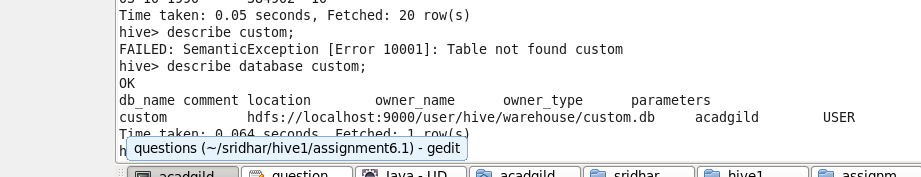 Time taken: 0.05 seconds, Fetched: 20 row(s)
hive> describe custom;
FAILED: SemanticException [Error 10001]: Table not found custom
hive> describe database custom;
OK
db_name comment location owner_name owner_type parameters
custom hdfs://localhost:9000/user/hive/warehouse/custom.db acadgild USER
Time taken: 0.064 seconds, Fetched: 1 row(s)
h
questions (~/sridhar/hive1/assignment6.1) - gedit
acadgild question Java - UD acadgild sridhar hive1 assignm